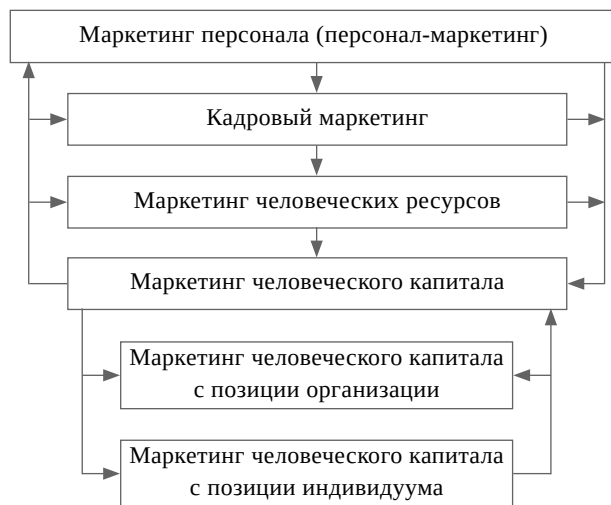 Маркетинг персонала (персонал-маркетинг)
Кадровый маркетинг
Маркетинг человеческих ресурсов
Маркетинг человеческого капитала
Маркетинг человеческого капитала
с позиции организации
Маркетинг человеческого капитала
с позиции индивидуума